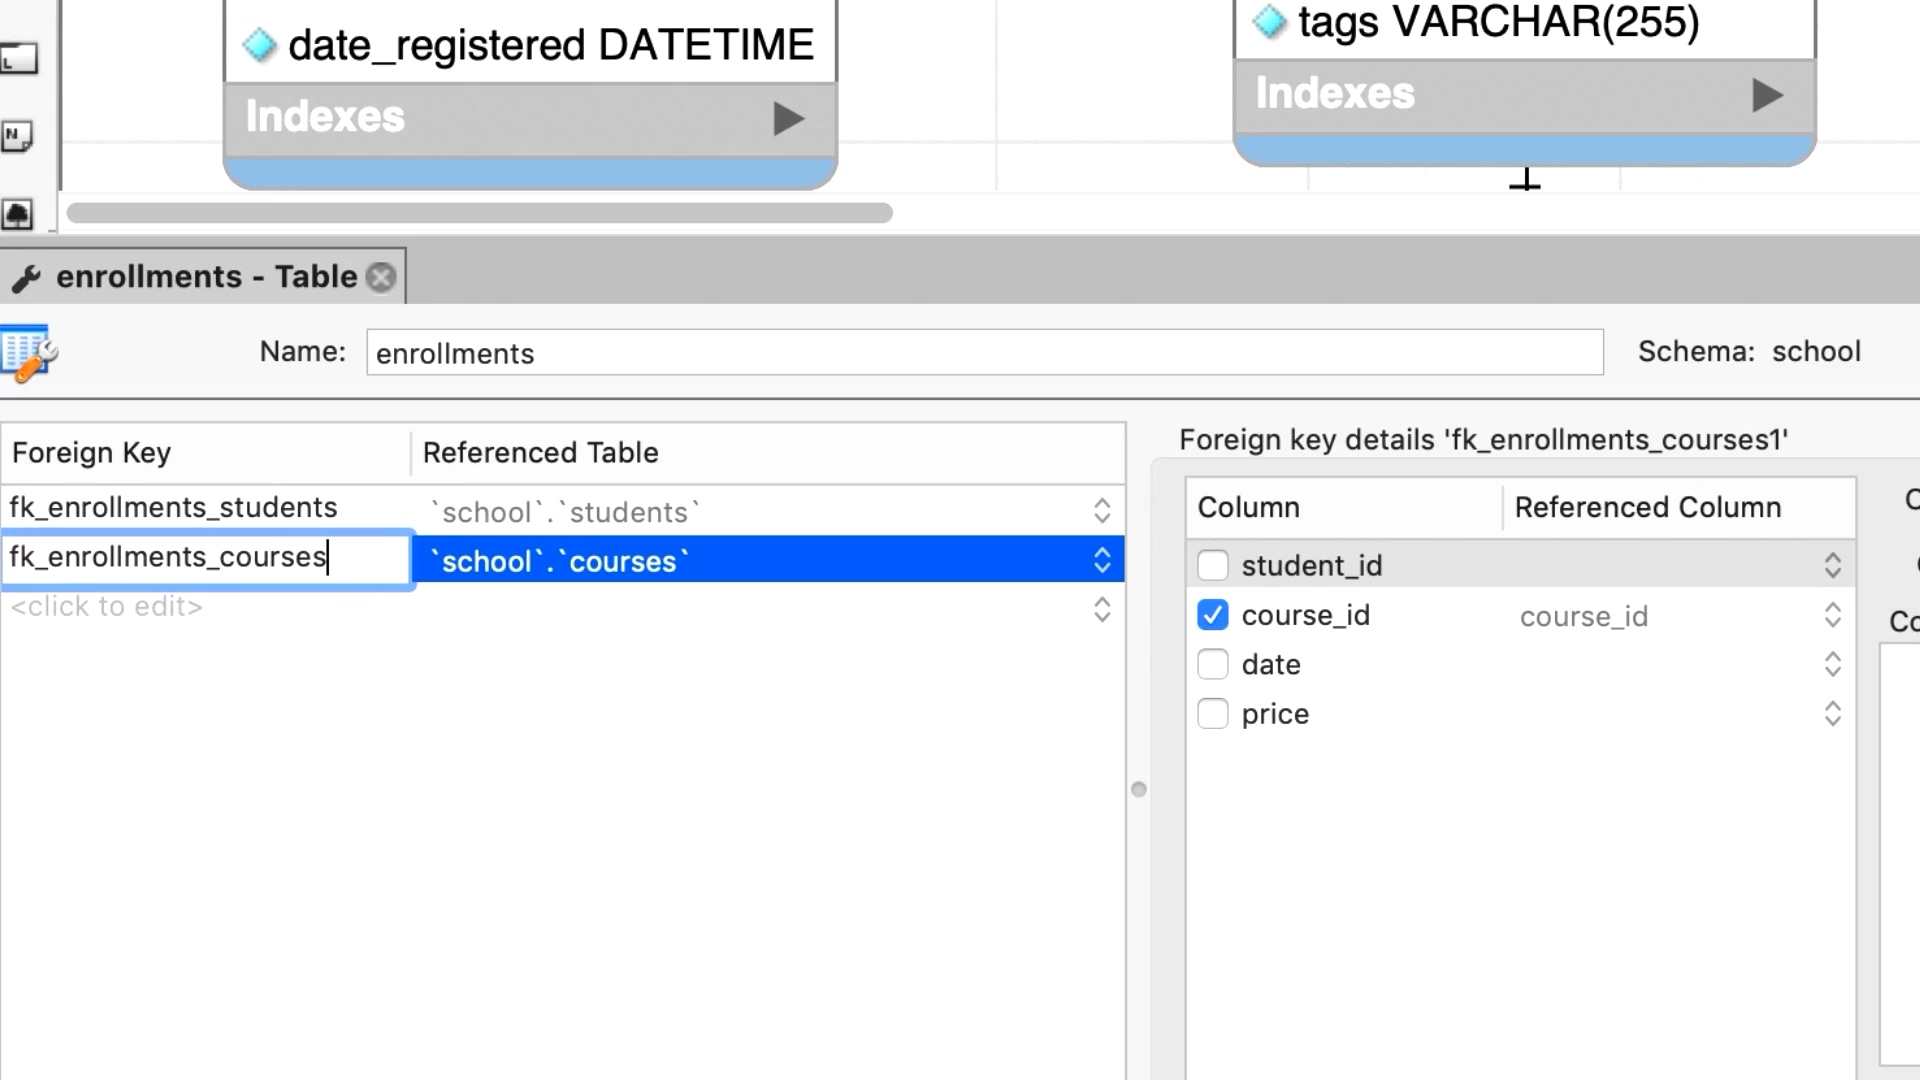 date_registered DATETIME
Indexes
tags VARCHAR(255)
Indexes
L
N
enrollments - Table
Name: enrollments
Schema: school
Foreign Key Referenced Table
fk_enrollments_students `school`.`students`
fk_enrollments_courses `school`.`courses`
<click to edit>
Foreign key details 'fk_enrollments_courses1'
Column Referenced Column
student_id
course_id course_id
date
price